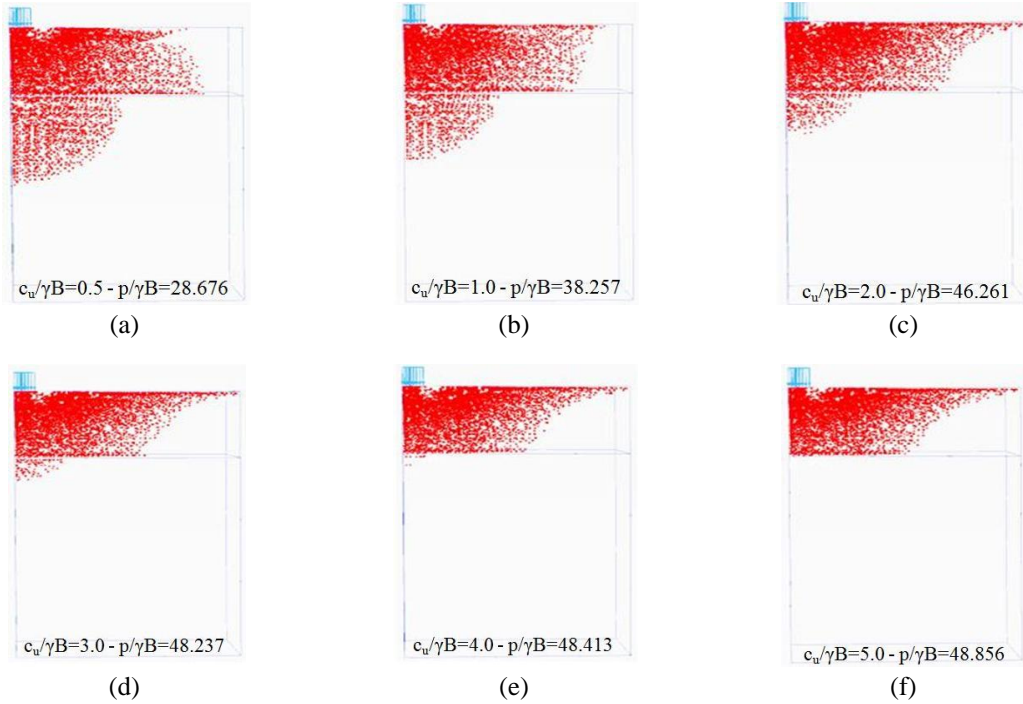 cᵤ/γB=0.5 - p/γB=28.676
cᵤ/γB=1.0 - p/γB=38.257
cᵤ/γB=2.0 - p/γB=46.261
(a)
(b)
(c)
cᵤ/γB=3.0 - p/γB=48.237
cᵤ/γB=4.0 - p/γB=48.413
cᵤ/γB=5.0 - p/γB=48.856
(d)
(e)
(f)